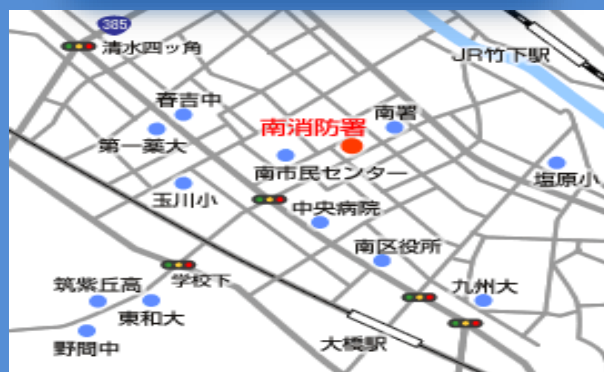 385
清水四ッ角
JR竹下駅
春吉中
南署
南消防署
第一薬大
南市民センター
塩原小
玉川小
中央病院
南区役所
学校下
筑紫丘高
九州大
東和大
大橋駅
野間中